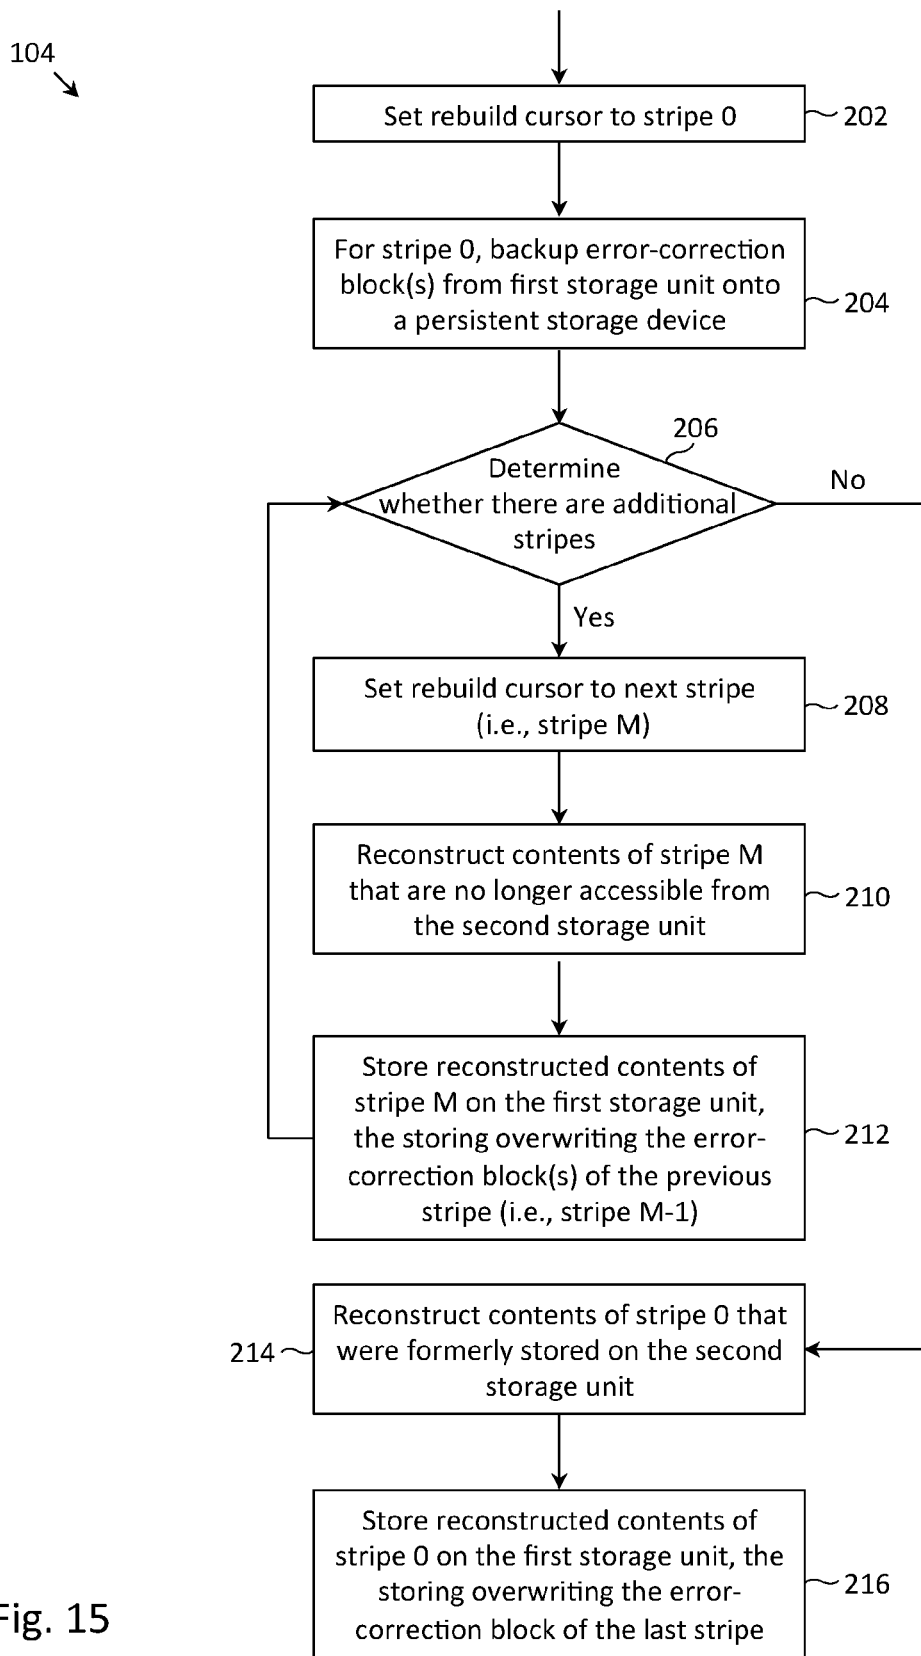 104
Set rebuild cursor to stripe 0
202
For stripe 0, backup error-correction
block(s) from first storage unit onto
a persistent storage device
204
206
Determine
whether there are additional
stripes
No
Yes
Set rebuild cursor to next stripe
(i.e., stripe M)
208
Reconstruct contents of stripe M
that are no longer accessible from
the second storage unit
210
Store reconstructed contents of
stripe M on the first storage unit,
the storing overwriting the error-
correction block(s) of the previous
stripe (i.e., stripe M-1)
212
Reconstruct contents of stripe 0 that
were formerly stored on the second
storage unit
214
Store reconstructed contents of
stripe 0 on the first storage unit, the
storing overwriting the error-
correction block of the last stripe
216
Fig. 15